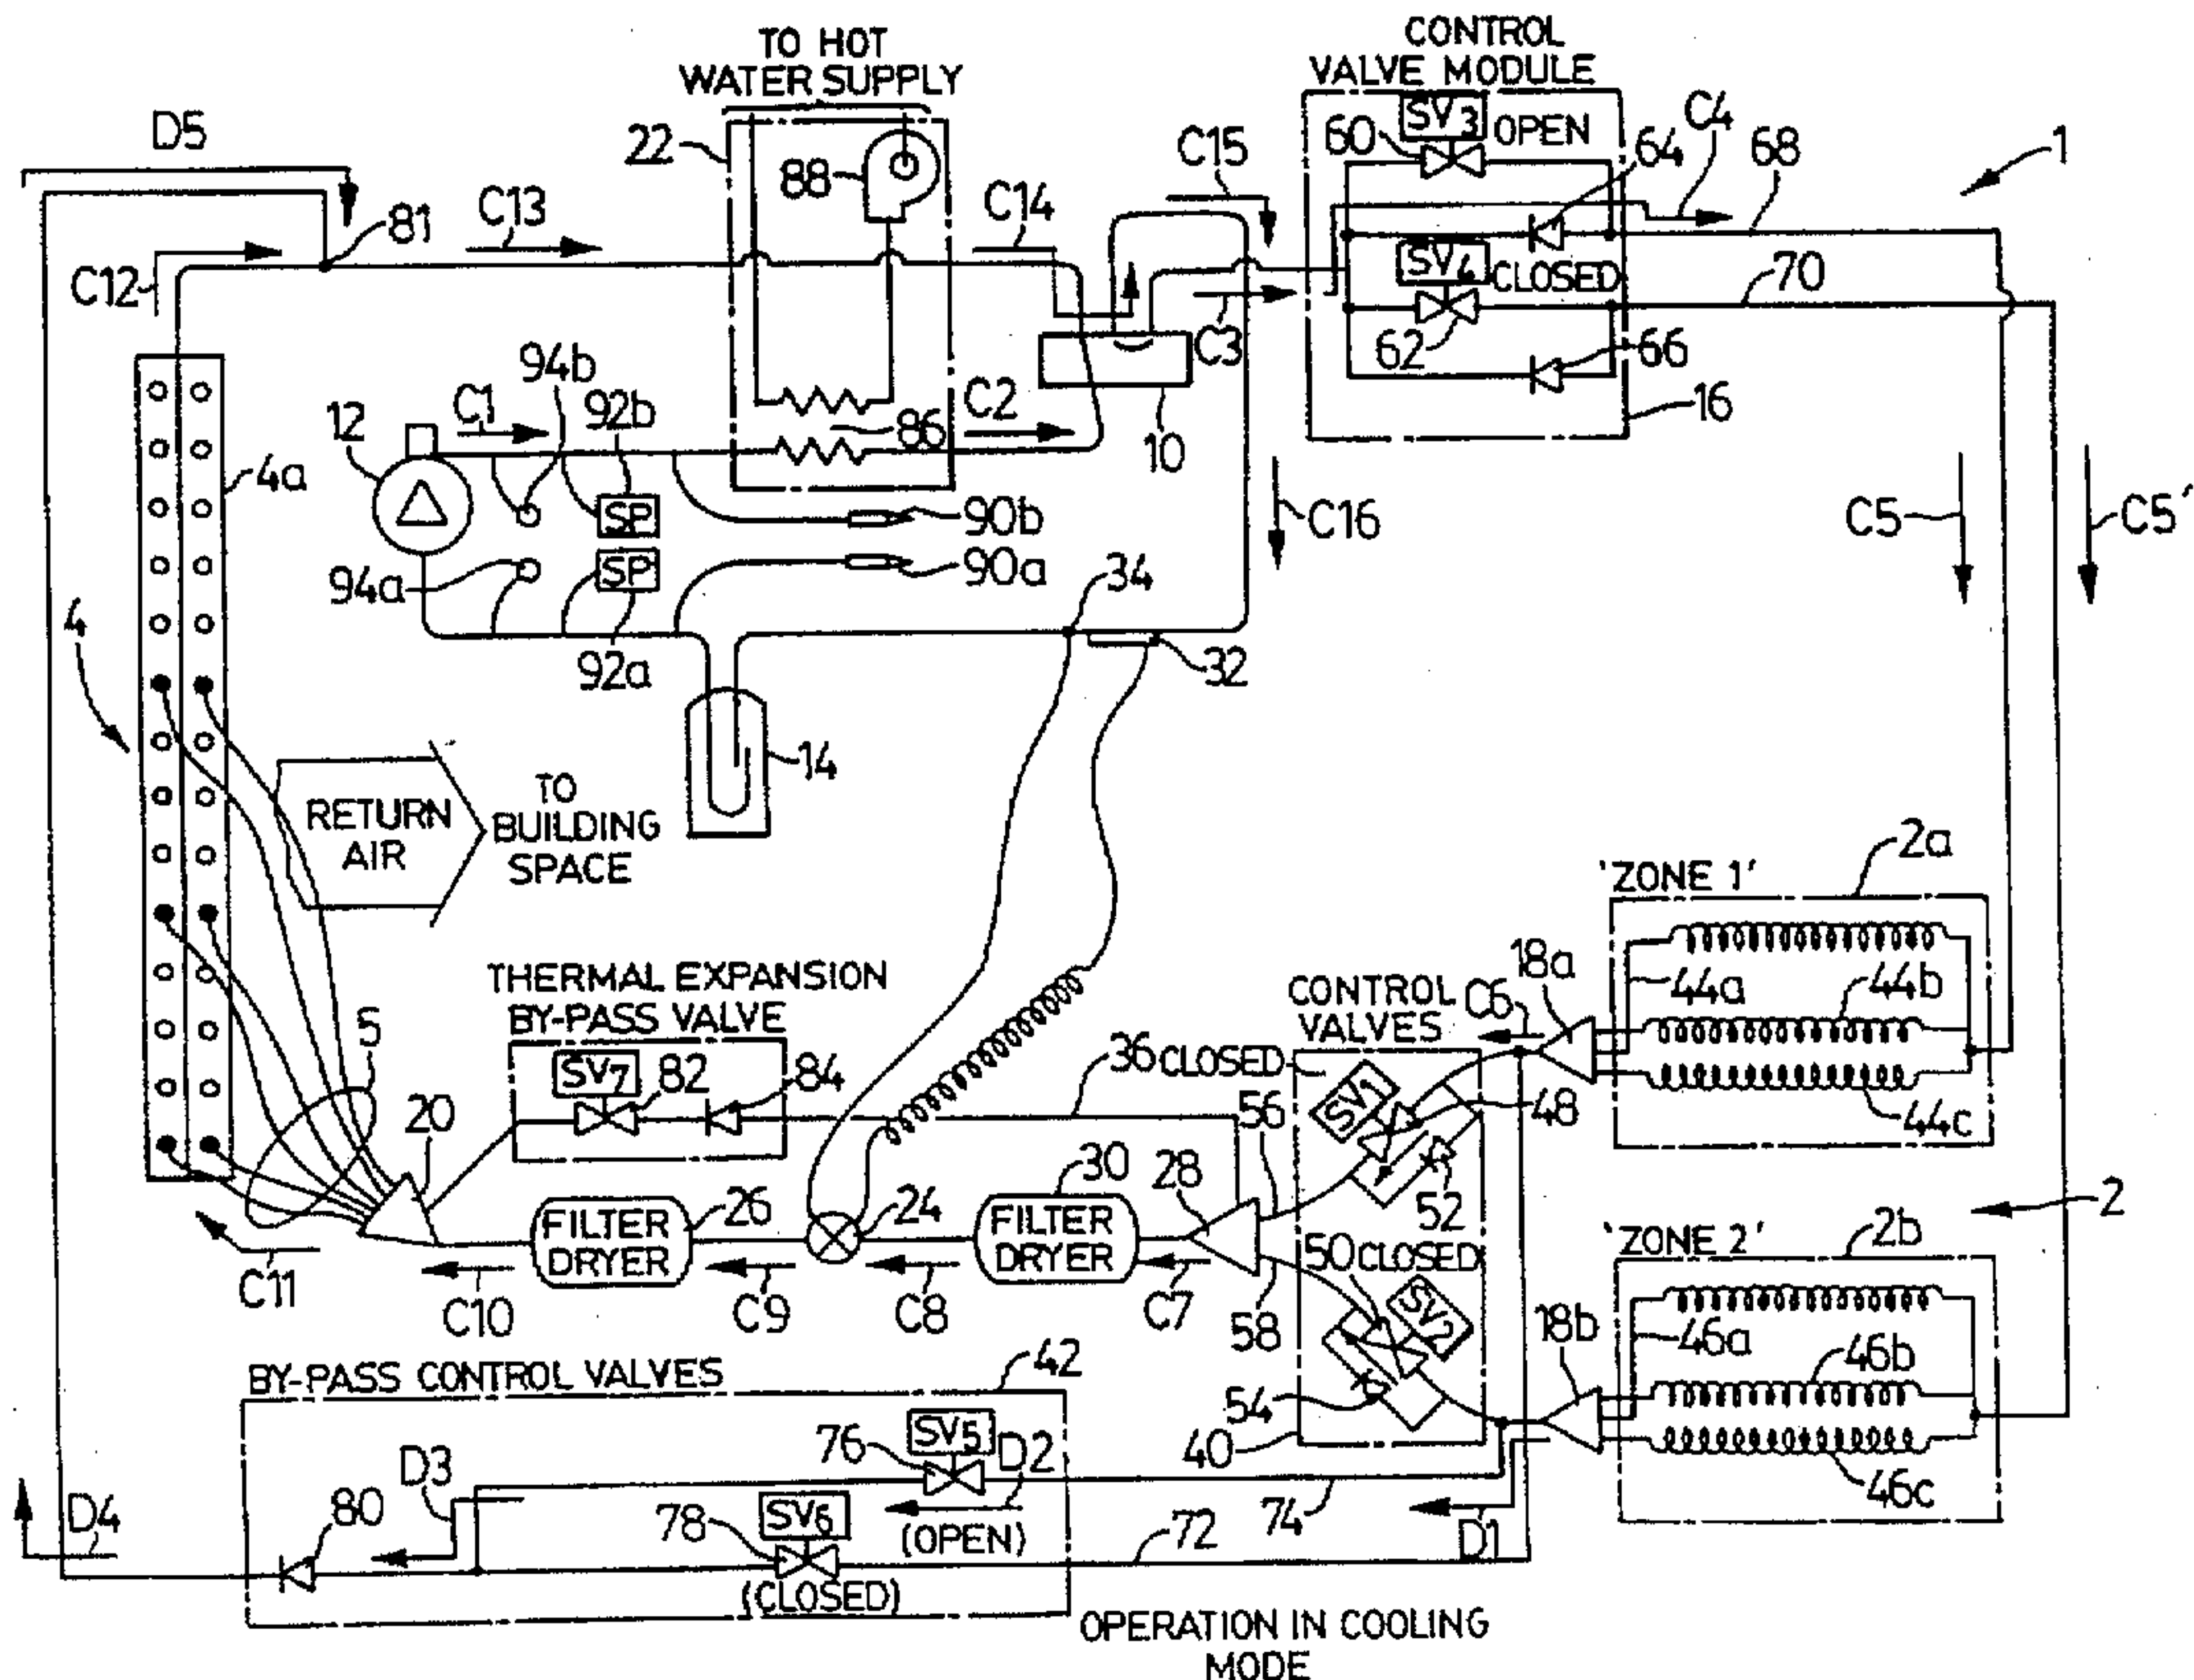 TO HOT
WATER SUPPLY
CONTROL
VALVE MODULE
D5
22
88
C15
60
SV3
OPEN
C4
64
68
1
C13
81
C14
C12
SV4
CLOSED
70
C3
62
66
94b
92b
C2
12
C1
86
10
16
4a
SP
90b
C16
C5
C5'
94a
SP
90a
34
4
92a
32
14
RETURN
AIR
TO
BUILDING
SPACE
2a
'ZONE 1'
THERMAL EXPANSION
BY-PASS VALVE
CONTROL
VALVES
18a
C6
44a
44b
5
SV7
82
84
36
CLOSED
SV1
48
44c
20
56
30
28
52
2
FILTER
DRYER
26
24
FILTER
DRYER
50
CLOSED
'ZONE 2'
2b
C11
C10
C9
C8
C7
58
SV2
18b
46a
46b
BY-PASS CONTROL VALVES
42
54
40
76
SV5
D2
D3
46c
D4
80
78
SV6
(OPEN)
74
72
D1
(CLOSED)
OPERATION IN COOLING
MODE